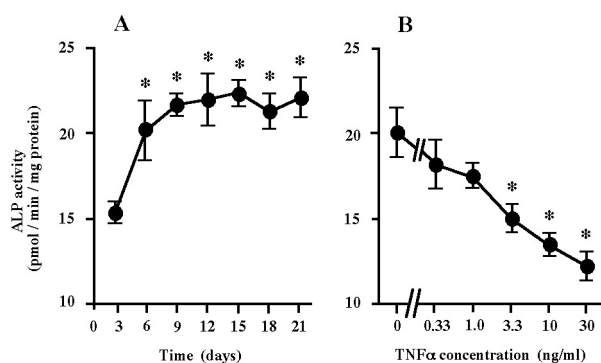 A
B
ALP activity
(pmol / min / mg protein)
25
20
15
10
0 3 6 9 12 15 18 21
Time (days)
* * * * * *
25
20
15
10
0 0.33 1.0 3.3 10 30
TNFα concentration (ng/ml)
* * *